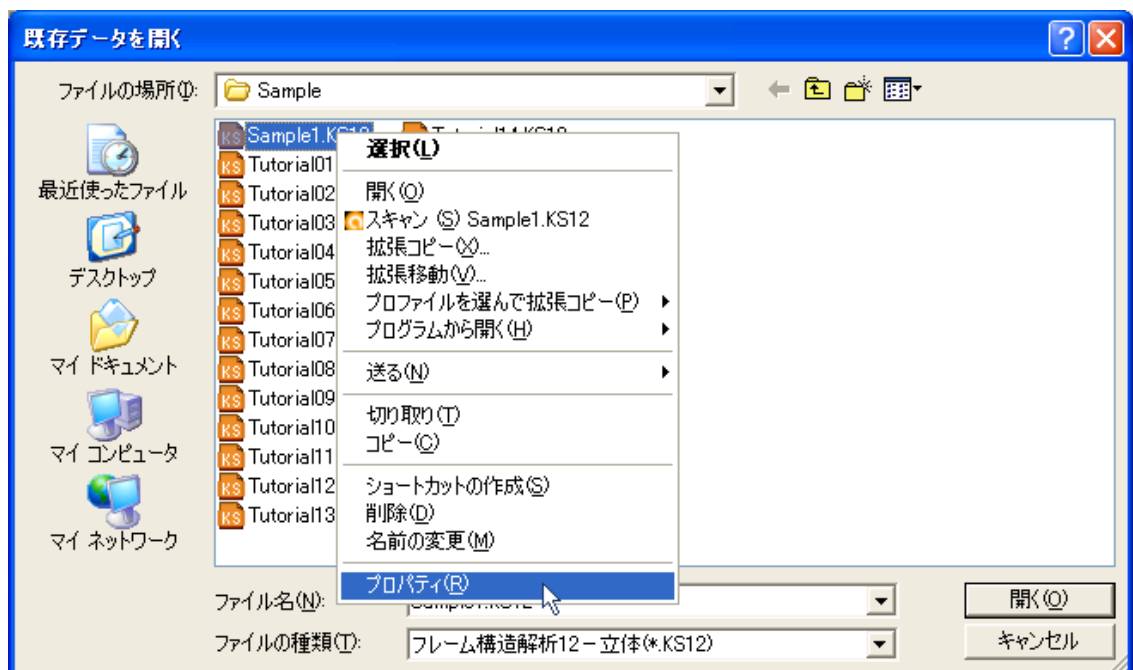 既存データを開く
ファイルの場所(I):
Sample
最近使ったファイル
デスクトップ
マイ ドキュメント
マイ コンピュータ
マイ ネットワーク
Sample1.KS12
Tutorial14.KS12
Tutorial01
Tutorial02
Tutorial03
Tutorial04
Tutorial05
Tutorial06
Tutorial07
Tutorial08
Tutorial09
Tutorial10
Tutorial11
Tutorial12
Tutorial13
選択(L)
開く(O)
スキャン (S) Sample1.KS12
拡張コピー(X)...
拡張移動(V)...
プロファイルを選んで拡張コピー(P)
プログラムから開く(H)
送る(N)
切り取り(T)
コピー(C)
ショートカットの作成(S)
削除(D)
名前の変更(M)
プロパティ(R)
ファイル名(N):
Sample1.KS12
開く(O)
ファイルの種類(T):
フレーム構造解析12－立体(*.KS12)
キャンセル